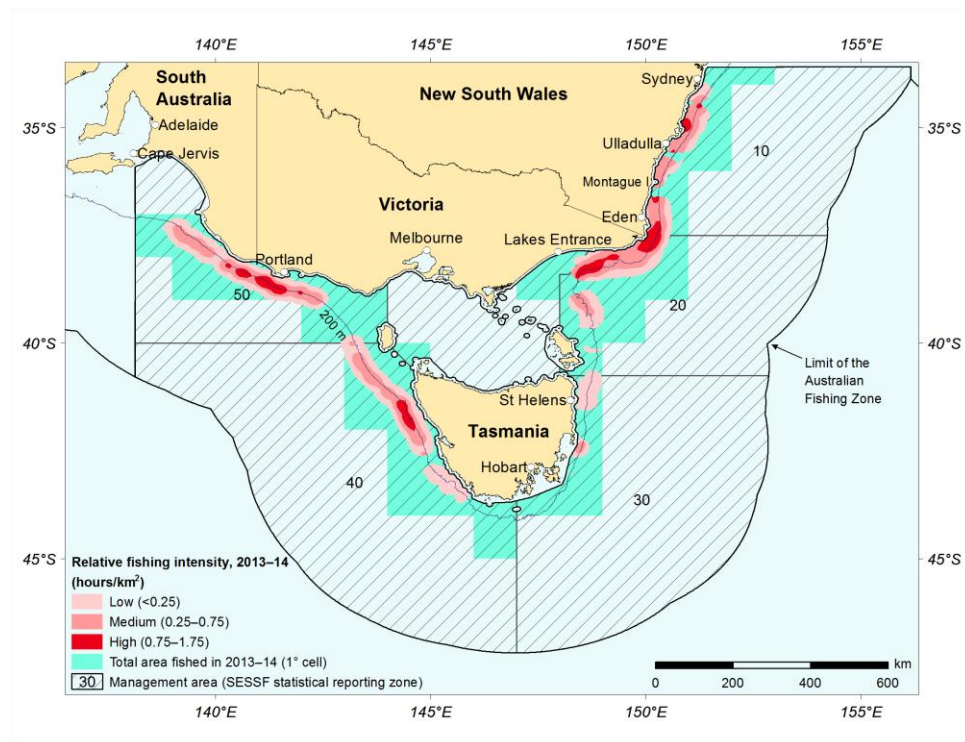 140°E 145°E 150°E 155°E
South
Australia
New South Wales
Sydney
35°S
Adelaide
35°S
Ulladulla
10
Cape Jervis
Montague I
Victoria
Eden
Melbourne
Lakes Entrance
Portland
50
20
200 m
40°S
40°S
Limit of the
Australian
Fishing Zone
St Helens
Tasmania
Hobart
40
30
45°S
45°S
Relative fishing intensity, 2013–14
(hours/km²)
Low (<0.25)
Medium (0.25–0.75)
High (0.75–1.75)
Total area fished in 2013–14 (1° cell)
30 Management area (SESSF statistical reporting zone)
km
0 200 400 600
140°E 145°E 150°E 155°E